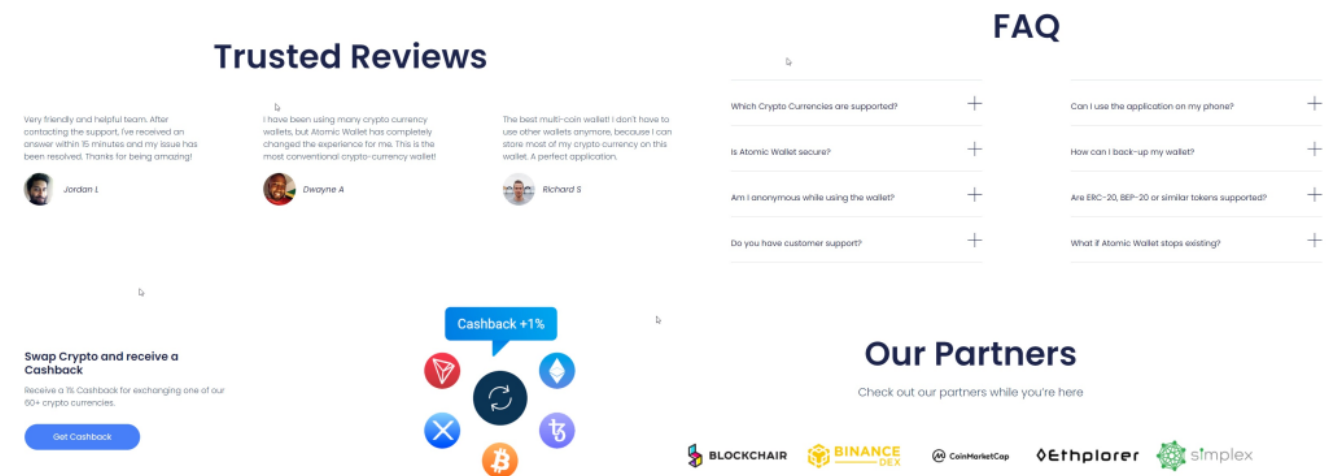 Trusted Reviews
Very friendly and helpful team. After
contacting the support, I've received an
answer within 15 minutes and my issue has
been resolved. Thanks for being amazing!
Jordan L
I have been using many crypto currency
wallets, but Atomic Wallet has completely
changed the experience for me. This is the
most conventional crypto-currency wallet!
Dwayne A
The best multi-coin wallet! I don't have to
use other wallets anymore, because I can
store most of my crypto currency on this
wallet. A perfect application.
Richard S
FAQ
Which Crypto Currencies are supported?
Is Atomic Wallet secure?
Am I anonymous while using the wallet?
Do you have customer support?
Can I use the application on my phone?
How can I back-up my wallet?
Are ERC-20, BEP-20 or similar tokens supported?
What if Atomic Wallet stops existing?
Swap Crypto and receive a
Cashback
Receive a 1% Cashback for exchanging one of our
60+ crypto currencies.
Get Cashback
Cashback +1%
Our Partners
Check out our partners while you're here
BLOCKCHAIR
BINANCE
DEX
CoinMarketCap
Ethplorer
simplex